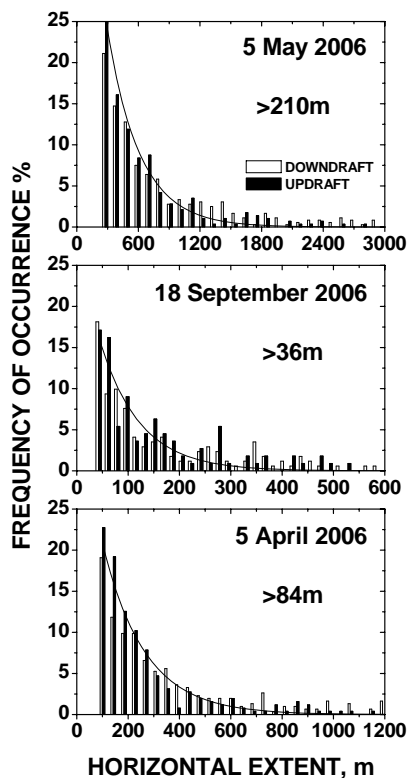 FREQUENCY OF OCCURRENCE %
25
20
15
10
5
0
5 May 2006
>210m
DOWNDRAFT
UPDRAFT
0 600 1200 1800 2400 3000
25
20
15
10
5
0
18 September 2006
>36m
0 100 200 300 400 500 600
25
20
15
10
5
0
5 April 2006
>84m
0 200 400 600 800 1000 1200
HORIZONTAL EXTENT, m